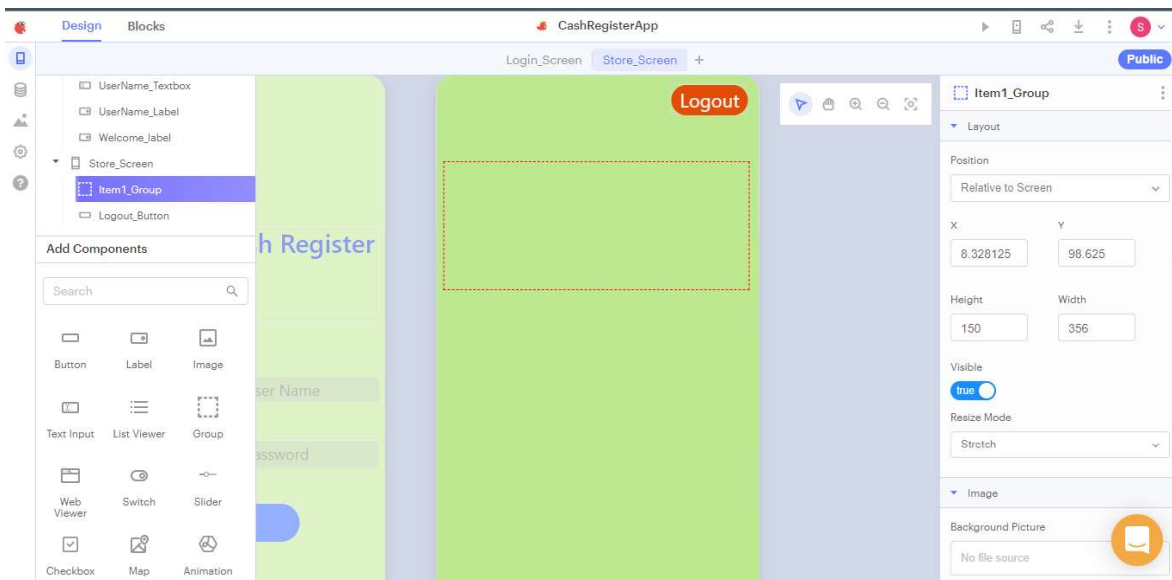 Design Blocks CashRegisterApp S
Login_Screen Store_Screen + Public
UserName_Textbox
UserName_Label
Welcome_label
Store_Screen
Item1_Group
Logout_Button
Add Components
Search
Button Label Image
Text Input List Viewer Group
Web Viewer Switch Slider
Checkbox Map Animation
h Register
ser Name
assword
Logout
Item1_Group
Layout
Position
Relative to Screen
X Y
8.328125 98.625
Height Width
150 356
Visible
true
Resize Mode
Stretch
Image
Background Picture
No file source